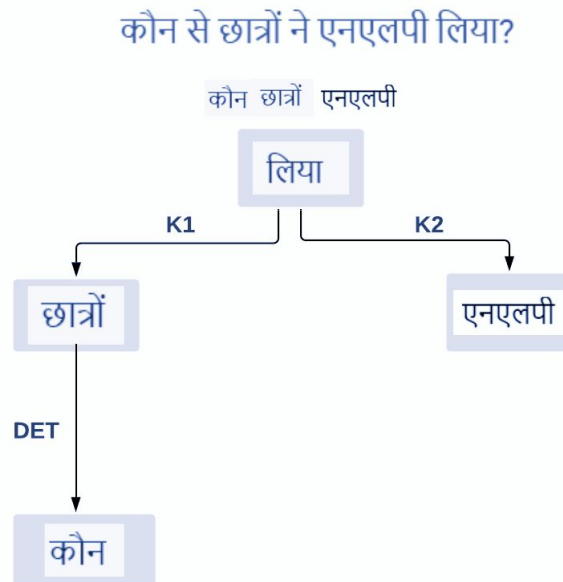 कौन से छात्रों ने एनएलपी लिया?
कौन छात्रों एनएलपी
लिया
K1 K2
छात्रों एनएलपी
DET
कौन